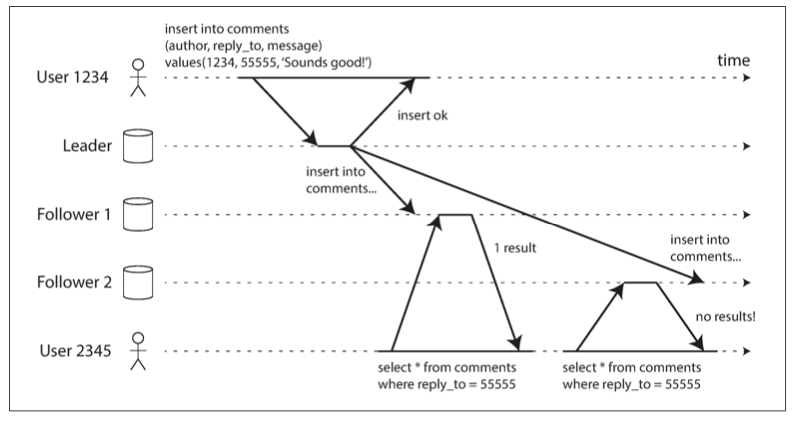 insert into comments
(author, reply_to, message)
values(1234, 55555, 'Sounds good!')
time
User 1234
insert ok
Leader
insert into
comments...
Follower 1
1 result
insert into
comments...
Follower 2
no results!
User 2345
select * from comments
where reply_to = 55555
select * from comments
where reply_to = 55555